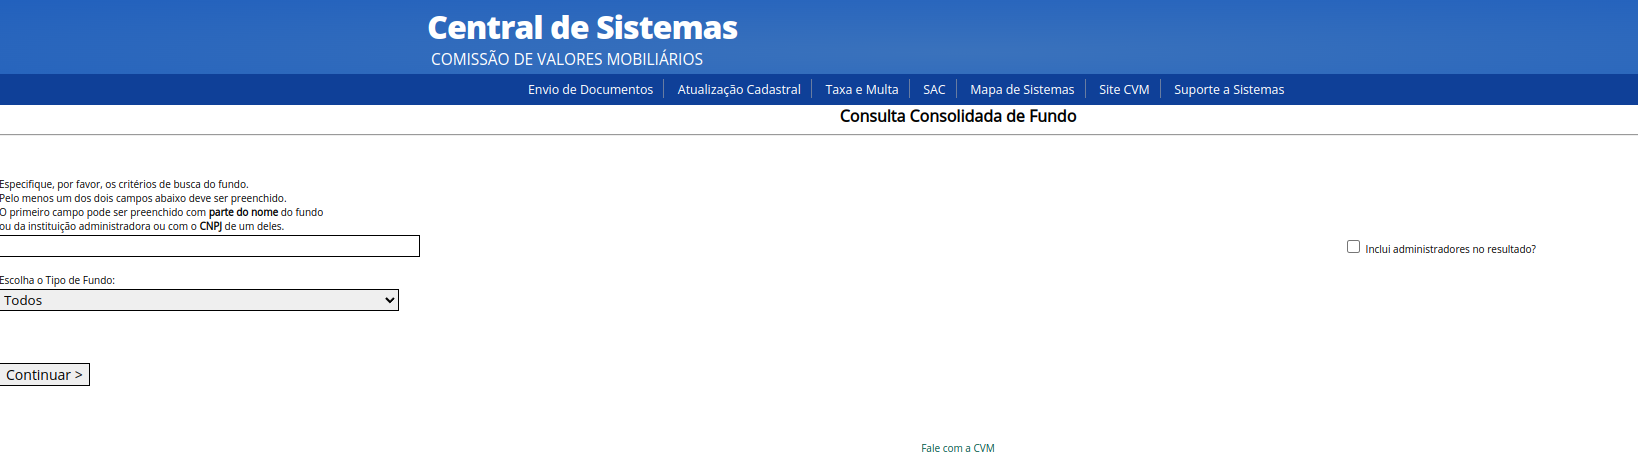 Central de Sistemas
COMISSÃO DE VALORES MOBILIÁRIOS
Envio de Documentos Atualização Cadastral Taxa e Multa SAC Mapa de Sistemas Site CVM Suporte a Sistemas
Consulta Consolidada de Fundo
Especifique, por favor, os critérios de busca do fundo.
Pelo menos um dos dois campos abaixo deve ser preenchido.
O primeiro campo pode ser preenchido com parte do nome do fundo
ou da instituição administradora ou com o CNPJ de um deles.
Inclui administradores no resultado?
Escolha o Tipo de Fundo:
Todos
Continuar >
Fale com a CVM